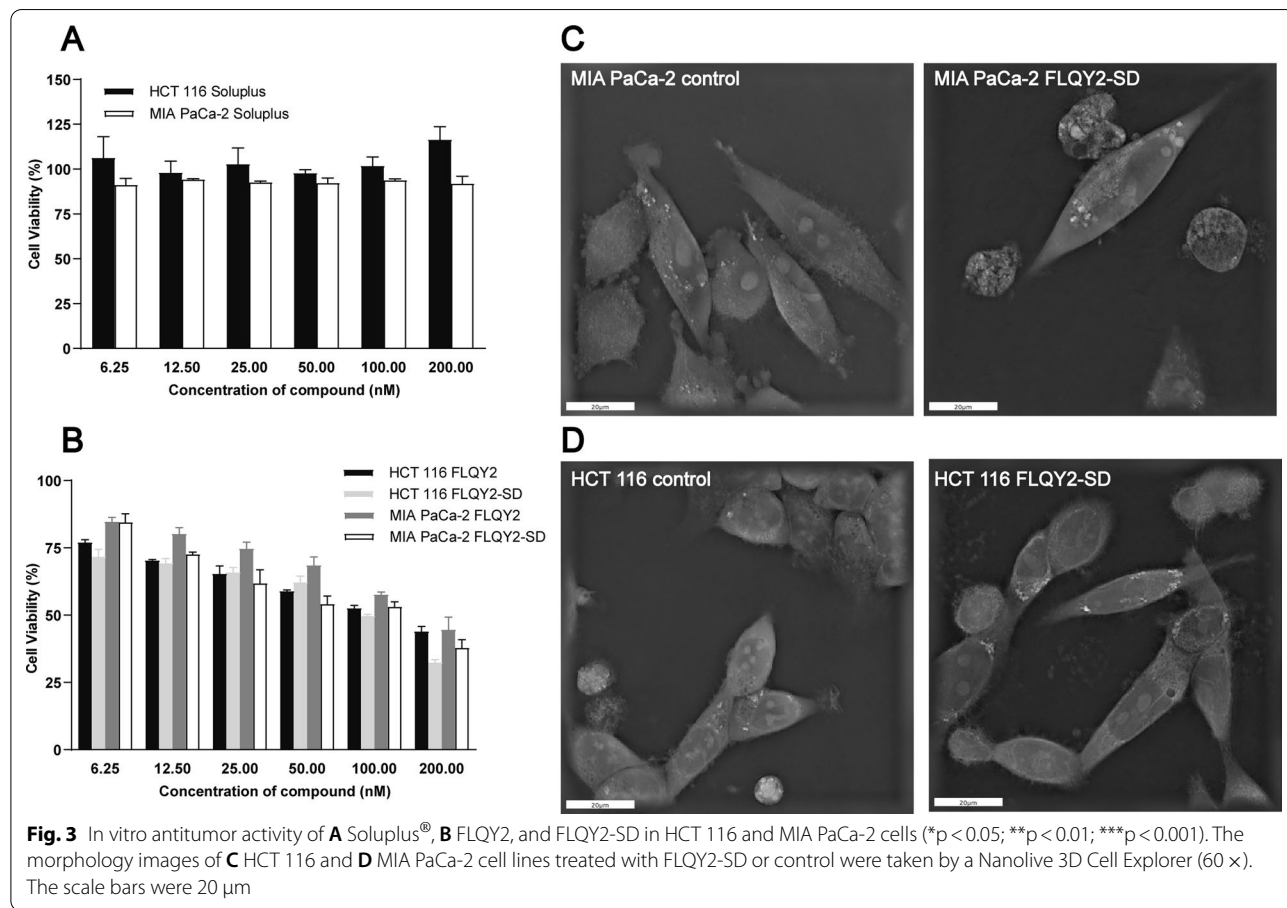 A
150
125
100
75
50
25
0
Cell Viability (%)
HCT 116 Soluplus
MIA PaCa-2 Soluplus
6.25 12.50 25.00 50.00 100.00 200.00
Concentration of compound (nM)
B
100
75
50
25
0
Cell Viability (%)
HCT 116 FLQY2
HCT 116 FLQY2-SD
MIA PaCa-2 FLQY2
MIA PaCa-2 FLQY2-SD
6.25 12.50 25.00 50.00 100.00 200.00
Concentration of compound (nM)
C
MIA PaCa-2 control
20µm
MIA PaCa-2 FLQY2-SD
20µm
D
HCT 116 control
20µm
HCT 116 FLQY2-SD
20µm
Fig. 3 In vitro antitumor activity of A Soluplus®, B FLQY2, and FLQY2-SD in HCT 116 and MIA PaCa-2 cells (*p < 0.05; **p < 0.01; ***p < 0.001). The
morphology images of C HCT 116 and D MIA PaCa-2 cell lines treated with FLQY2-SD or control were taken by a Nanolive 3D Cell Explorer (60 ×).
The scale bars were 20 µm